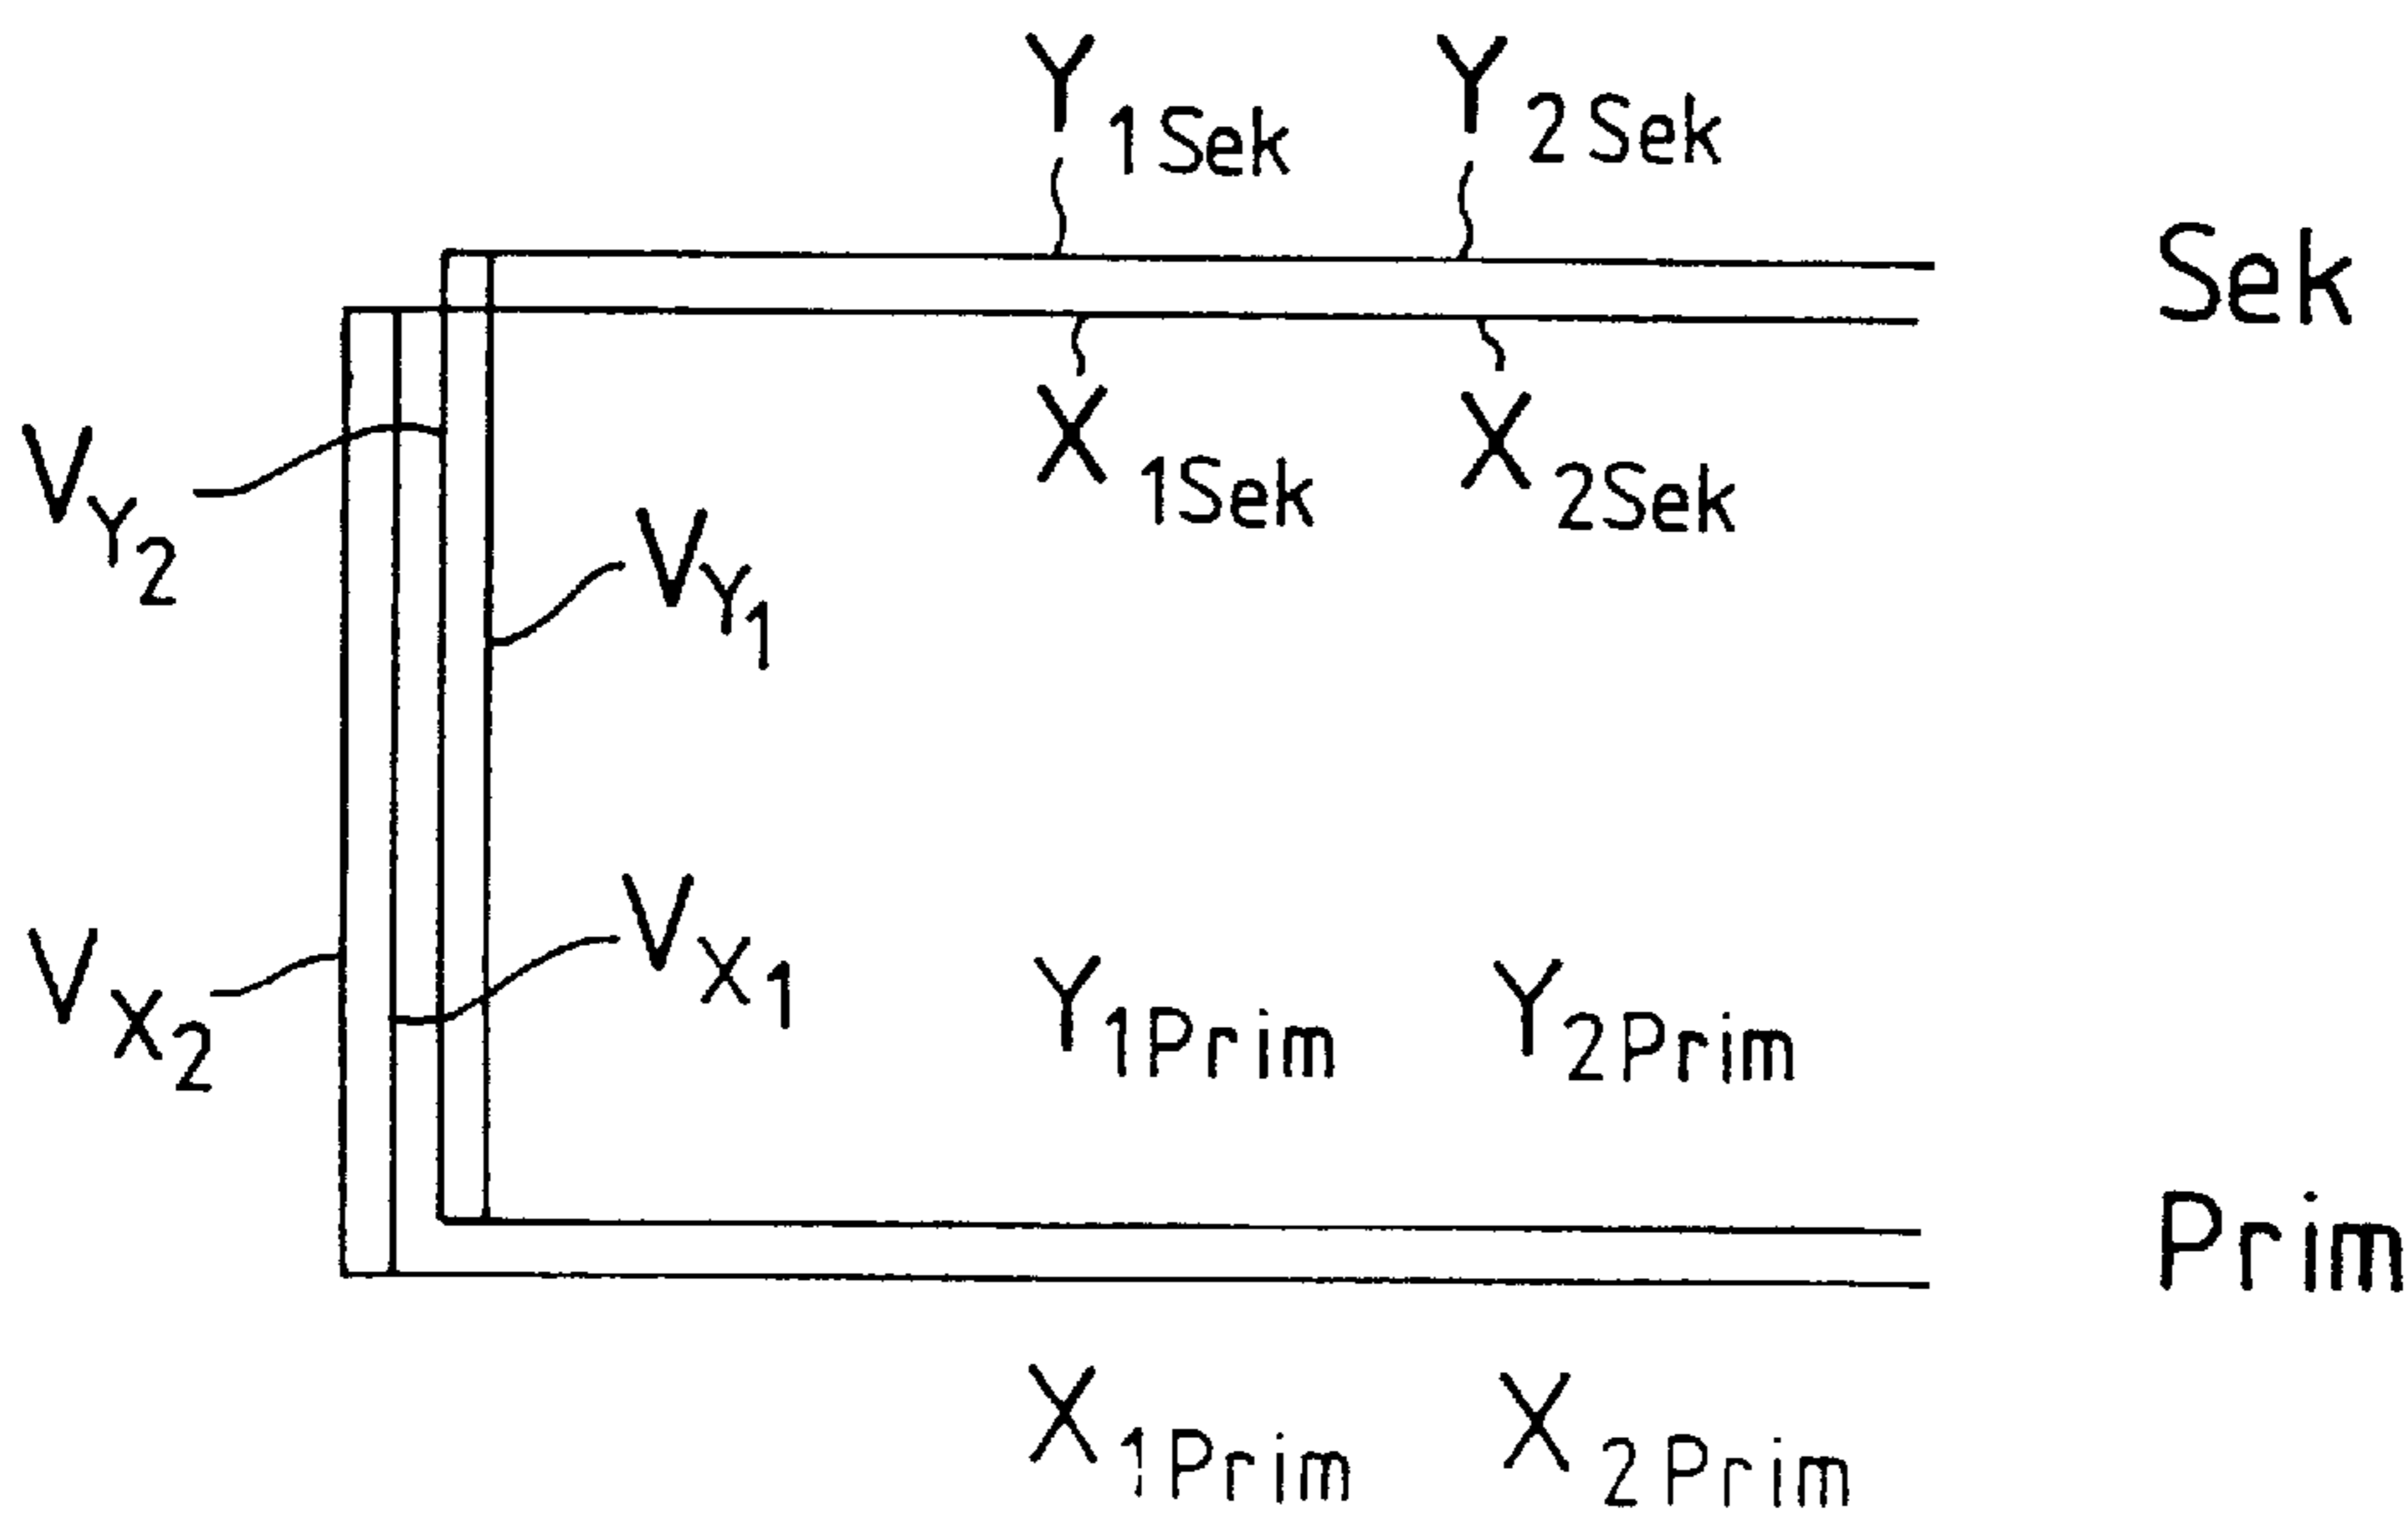 Y1Sek Y2Sek
Sek
X1Sek X2Sek
VY2
VY1
VX1
VX2
Y1Prim Y2Prim
Prim
X1Prim X2Prim